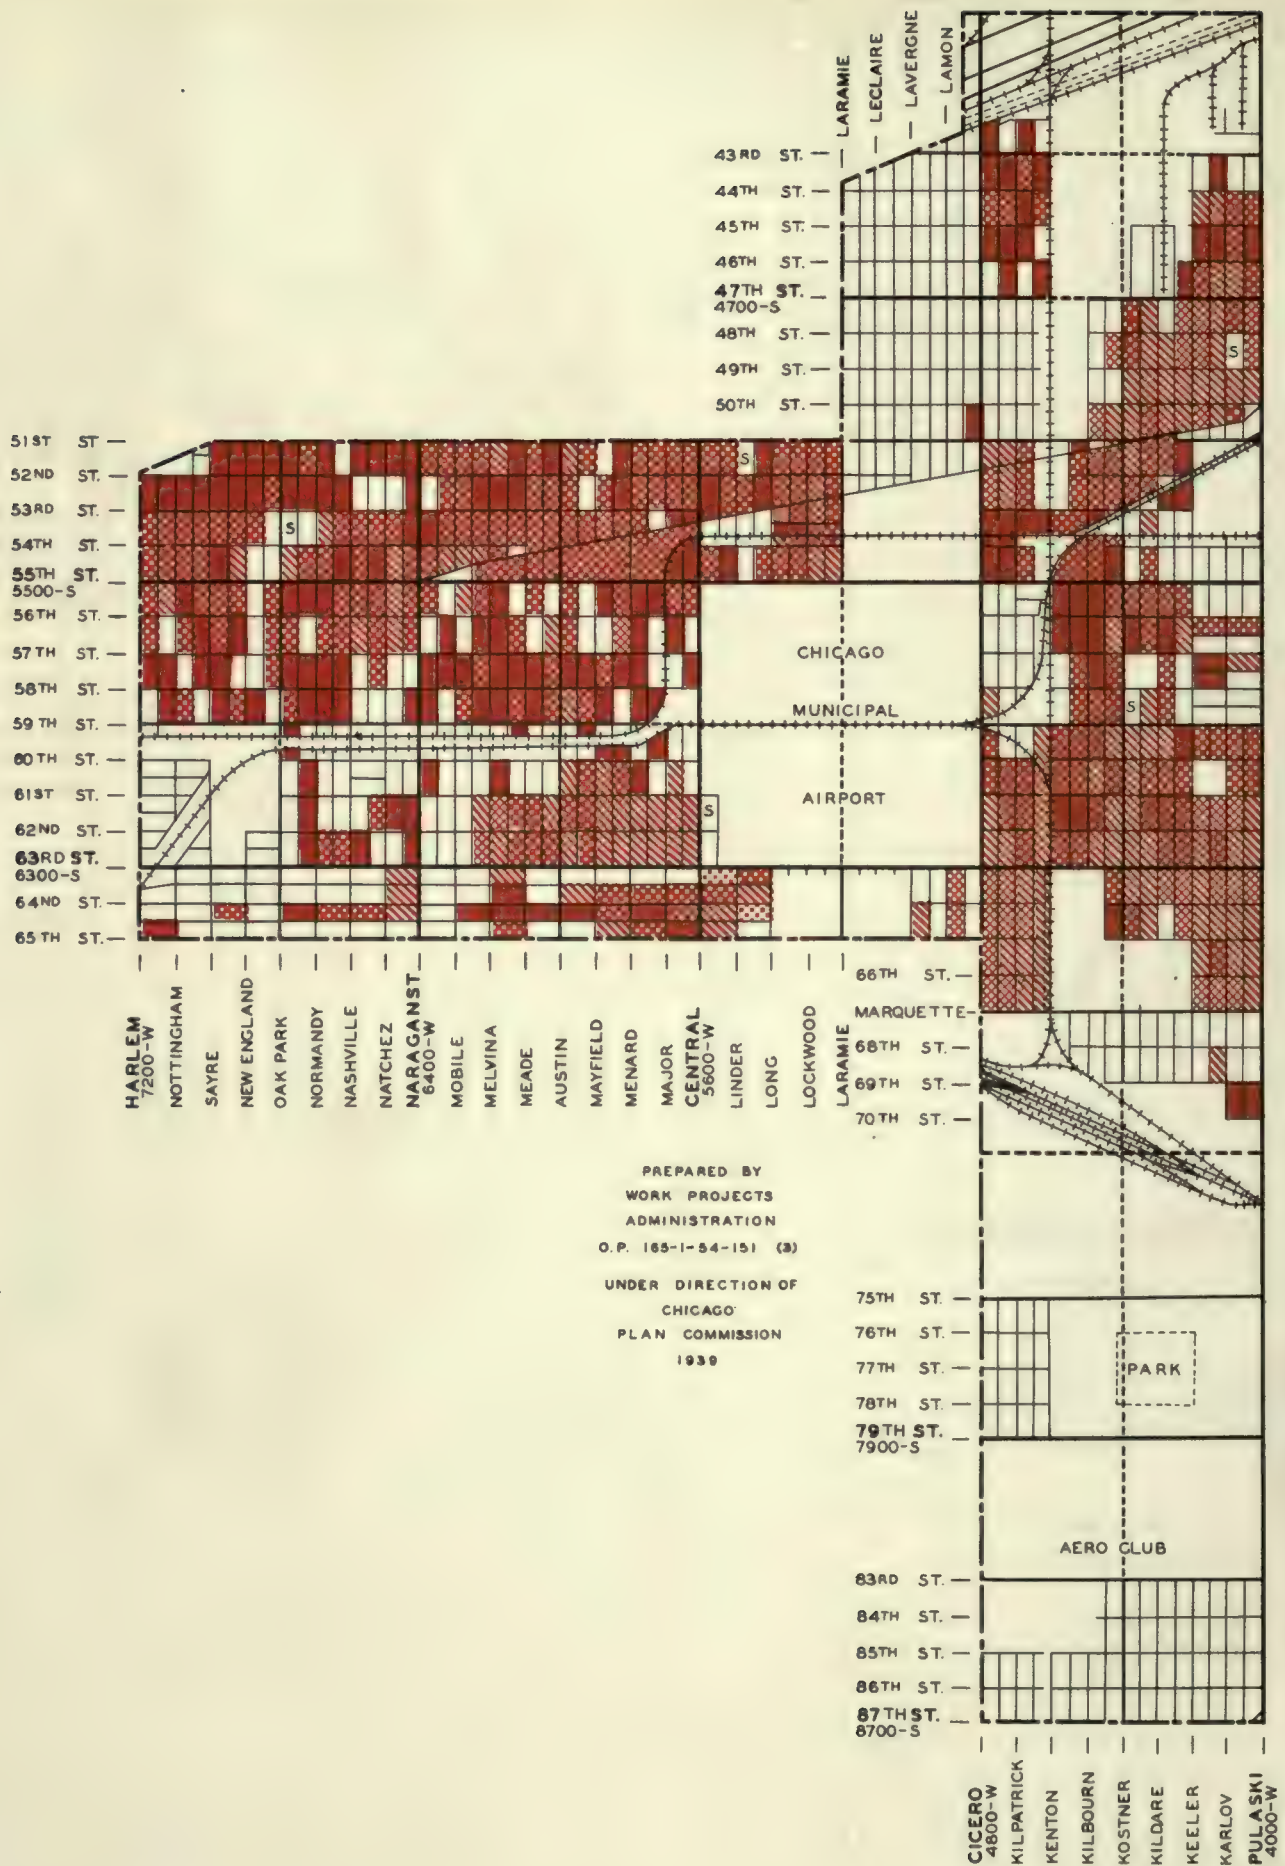 LARAMIE
LECLAIRE
LAVERGNE
LAMON
43RD ST.
44TH ST.
45TH ST.
46TH ST.
47TH ST.
4700-S
48TH ST.
49TH ST.
50TH ST.
S
51ST ST
52ND ST.
53RD ST.
54TH ST.
55TH ST.
5500-S
56TH ST.
57TH ST.
58TH ST.
59TH ST.
60TH ST.
61ST ST.
62ND ST.
63RD ST.
6300-S
64ND ST.
65TH ST.
S
S
S
S
CHICAGO
MUNICIPAL
AIRPORT
66TH ST.
MARQUETTE
68TH ST.
69TH ST.
70TH ST.
HARLEM
7200-W
NOTTINGHAM
SAYRE
NEW ENGLAND
OAK PARK
NORMANDY
NASHVILLE
NATCHEZ
NARAGANST
6400-W
MOBILE
MELVINA
MEADE
AUSTIN
MAYFIELD
MENARD
MAJOR
CENTRAL
5600-W
LINDER
LONG
LOCKWOOD
LARAMIE
PREPARED BY
WORK PROJECTS
ADMINISTRATION
O.P. 165-1-54-151 (3)
UNDER DIRECTION OF
CHICAGO
PLAN COMMISSION
1939
75TH ST.
76TH ST.
77TH ST.
78TH ST.
79TH ST.
7900-S
PARK
AERO CLUB
83RD ST.
84TH ST.
85TH ST.
86TH ST.
87TH ST.
8700-S
CICERO
4800-W
KILPATRICK
KENTON
KILBOURN
KOSTNER
KILDARE
KEELER
KARLOV
PULASKI
4000-W